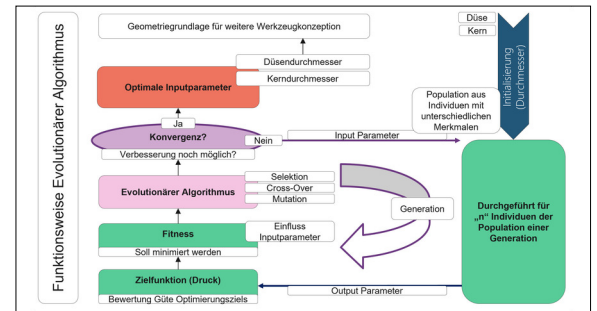 Funktionsweise Evolutionärer Algorithmus
Geometriegrundlage für weitere Werkzeugkonzeption
Düsendurchmesser
Kerndurchmesser
Optimale Inputparameter
Ja
Konvergenz?
Nein
Verbesserung noch möglich?
Input Parameter
Evolutionärer Algorithmus
Selektion
Cross-Over
Mutation
Generation
Fitness
Einfluss
Inputparameter
Soll minimiert werden
Zielfunktion (Druck)
Bewertung Güte Optimierungsziels
Output Parameter
Düse
Kern
Initialisierung
(Durchmesser)
Population aus
Individuen mit
unterschiedlichen
Merkmalen
Durchgeführt für
„n“ Individuen der
Population einer
Generation